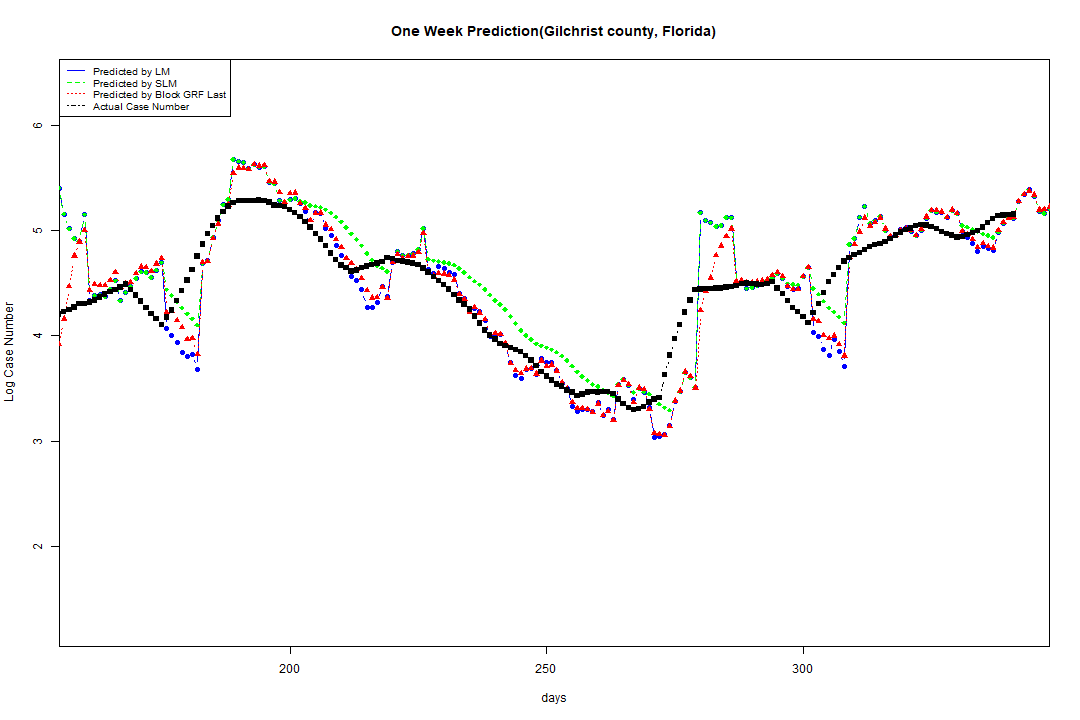 One Week Prediction(Gilchrist county, Florida)
Predicted by LM
Predicted by SLM
Predicted by Block GRF Last
Actual Case Number
6
5
4
3
2
Log Case Number
200
250
300
days